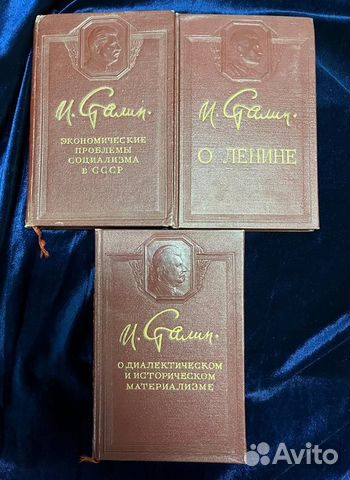 И. Сталин.
ЭКОНОМИЧЕСКИЕ
ПРОБЛЕМЫ
СОЦИАЛИЗМА
В СССР
И. Сталин.
О ЛЕНИНЕ
И. Сталин.
О ДИАЛЕКТИЧЕСКОМ
И ИСТОРИЧЕСКОМ
МАТЕРИАЛИЗМЕ
Avito